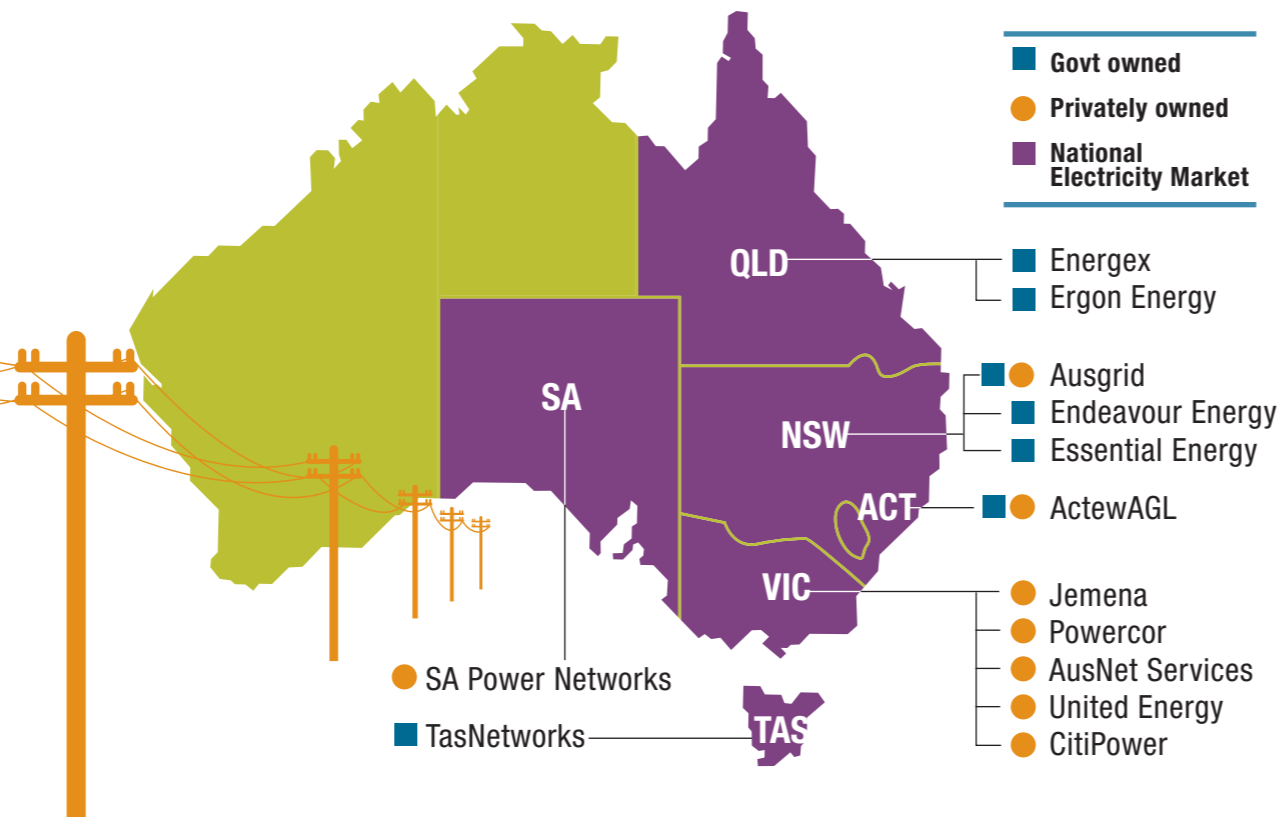 Govt owned
Privately owned
National
Electricity Market
QLD
Energex
Ergon Energy
SA
NSW
Ausgrid
Endeavour Energy
Essential Energy
ACT
ActewAGL
VIC
Jemena
Powercor
AusNet Services
United Energy
CitiPower
SA Power Networks
TasNetworks
TAS